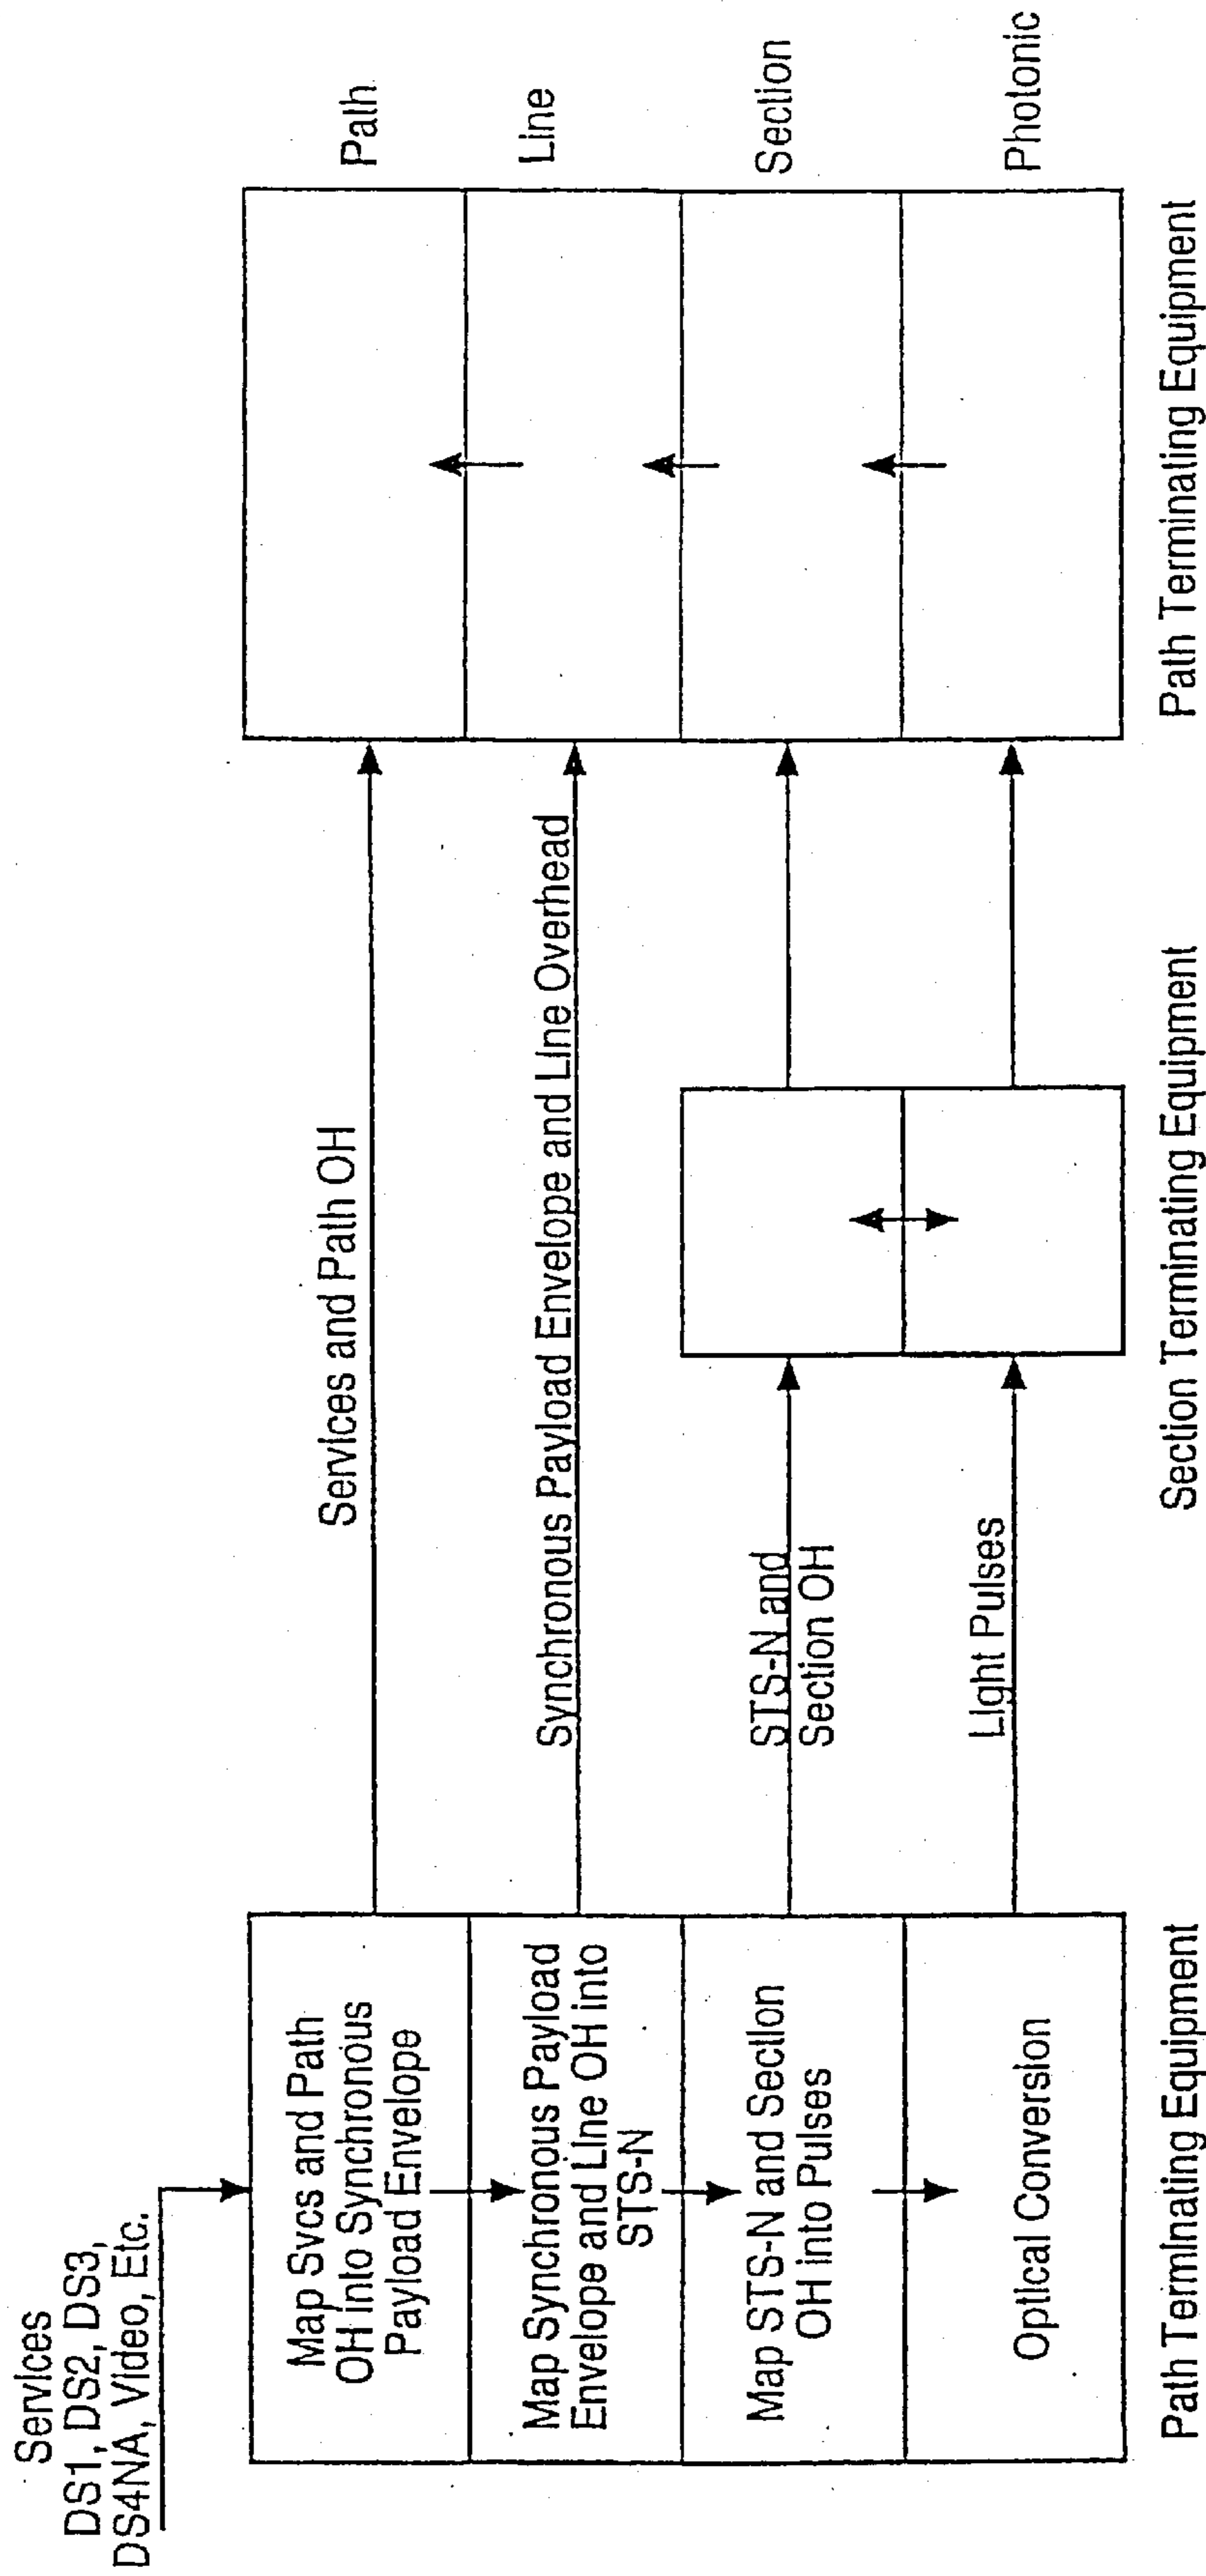 Services
DS1, DS2, DS3,
DS4NA, Video, Etc.
Map Svcs and Path
OH into Synchronous
Payload Envelope
Map Synchronous Payload
Envelope and Line OH into
STS-N
Map STS-N and Section
OH into Pulses
Optical Conversion
Path Terminating Equipment
Services and Path OH
Synchronous Payload Envelope and Line Overhead
STS-N and
Section OH
Light Pulses
Section Terminating Equipment
Path
Line
Section
Photonic
Path Terminating Equipment